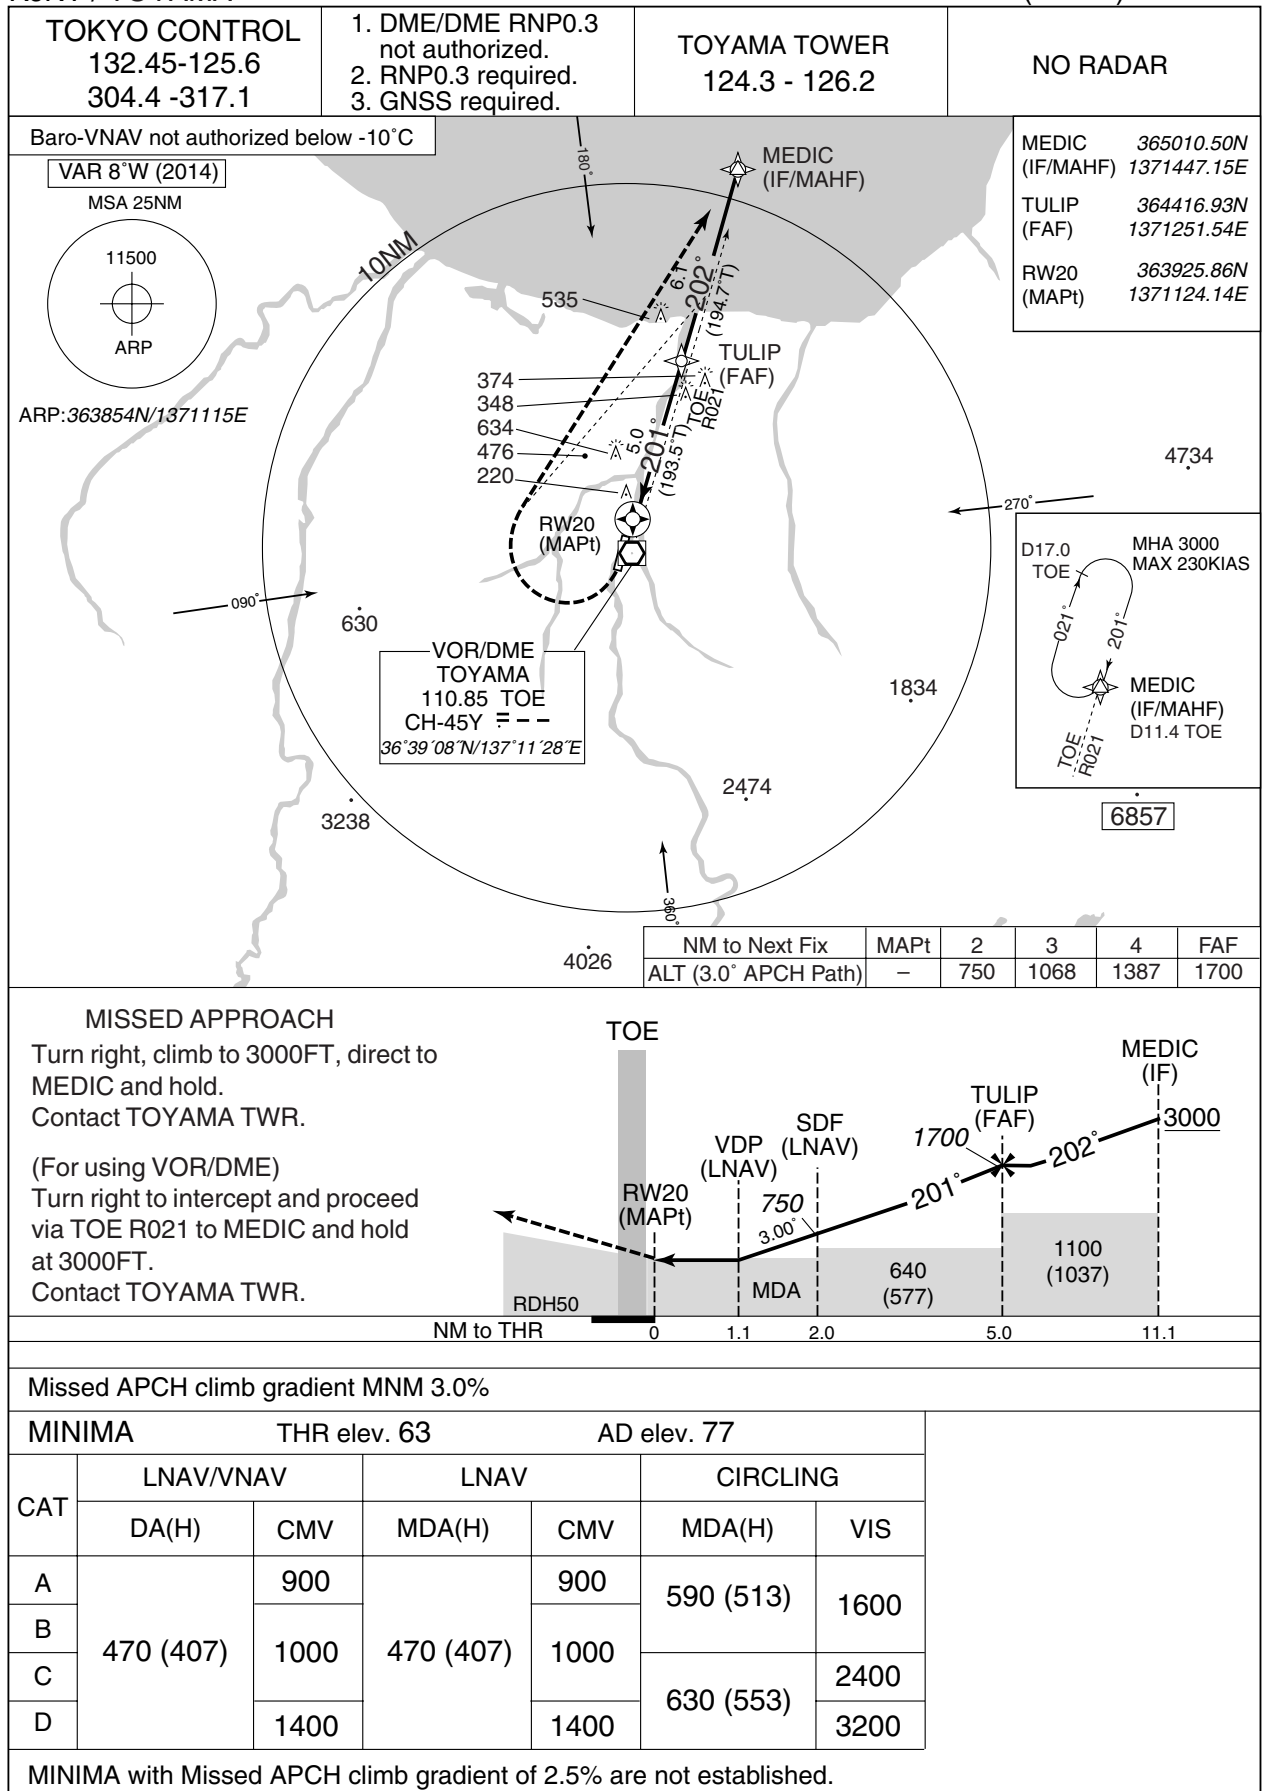 TOKYO CONTROL
132.45-125.6
304.4 -317.1
1. DME/DME RNP0.3
not authorized.
2. RNP0.3 required.
3. GNSS required.
TOYAMA TOWER
124.3 - 126.2
NO RADAR
Baro-VNAV not authorized below -10˚C
VAR 8˚W (2014)
MSA 25NM
11500
ARP
ARP:363854N/1371115E
MEDIC 365010.50N
(IF/MAHF) 1371447.15E
TULIP 364416.93N
(FAF) 1371251.54E
RW20 363925.86N
(MAPt) 1371124.14E
180˚
MEDIC
(IF/MAHF)
10NM
6.1
202˚
(194.7˚T)
535
TULIP
(FAF)
374
348
634
476
220
TOE
R021
5.0
201˚
(193.5˚T)
4734
270˚
RW20
(MAPt)
090˚
630
VOR/DME
TOYAMA
110.85 TOE
CH-45Y
36˚39´08˝N/137˚11´28˝E
1834
D17.0
TOE
MHA 3000
MAX 230KIAS
021˚
201˚
MEDIC
(IF/MAHF)
D11.4 TOE
TOE
R021
3238
2474
6857
360˚
4026
NM to Next Fix MAPt 2 3 4 FAF
ALT (3.0˚ APCH Path) – 750 1068 1387 1700
MISSED APPROACH
Turn right, climb to 3000FT, direct to
MEDIC and hold.
Contact TOYAMA TWR.
(For using VOR/DME)
Turn right to intercept and proceed
via TOE R021 to MEDIC and hold
at 3000FT.
Contact TOYAMA TWR.
TOE
RW20
(MAPt)
VDP
(LNAV)
SDF
(LNAV)
TULIP
(FAF)
MEDIC
(IF)
3000
1700
202˚
201˚
750
3.00˚
MDA
640
(577)
1100
(1037)
RDH50
NM to THR 0 1.1 2.0 5.0 11.1
Missed APCH climb gradient MNM 3.0%
MINIMA THR elev. 63 AD elev. 77
CAT LNAV/VNAV LNAV CIRCLING
DA(H) CMV MDA(H) CMV MDA(H) VIS
A 470 (407) 900 470 (407) 900 590 (513) 1600
B 1000 1000
C 630 (553) 2400
D 1400 1400 3200
MINIMA with Missed APCH climb gradient of 2.5% are not established.